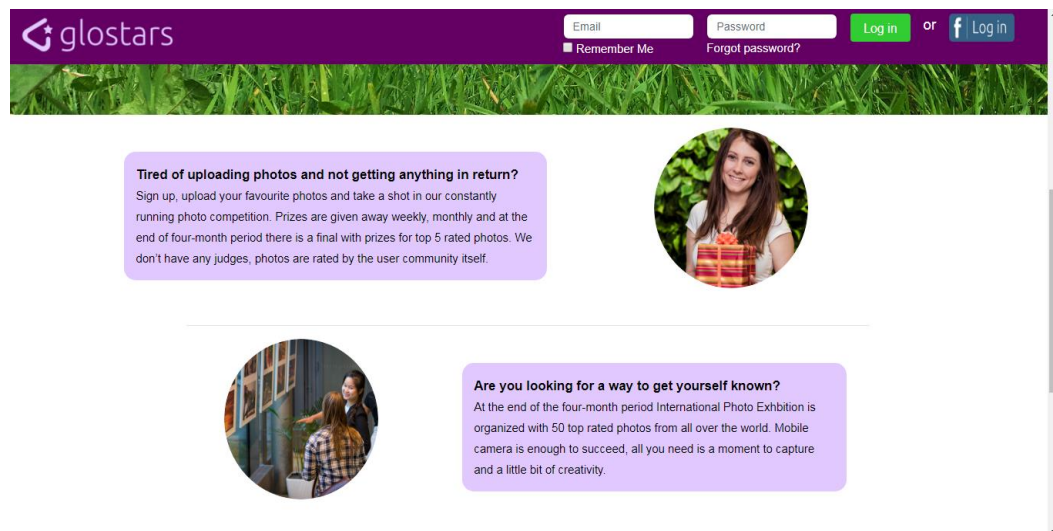 glostars
Email
Password
Log in
or
f Log in
Remember Me
Forgot password?
Tired of uploading photos and not getting anything in return?
Sign up, upload your favourite photos and take a shot in our constantly
running photo competition. Prizes are given away weekly, monthly and at the
end of four-month period there is a final with prizes for top 5 rated photos. We
don't have any judges, photos are rated by the user community itself.
Are you looking for a way to get yourself known?
At the end of the four-month period International Photo Exhbition is
organized with 50 top rated photos from all over the world. Mobile
camera is enough to succeed, all you need is a moment to capture
and a little bit of creativity.